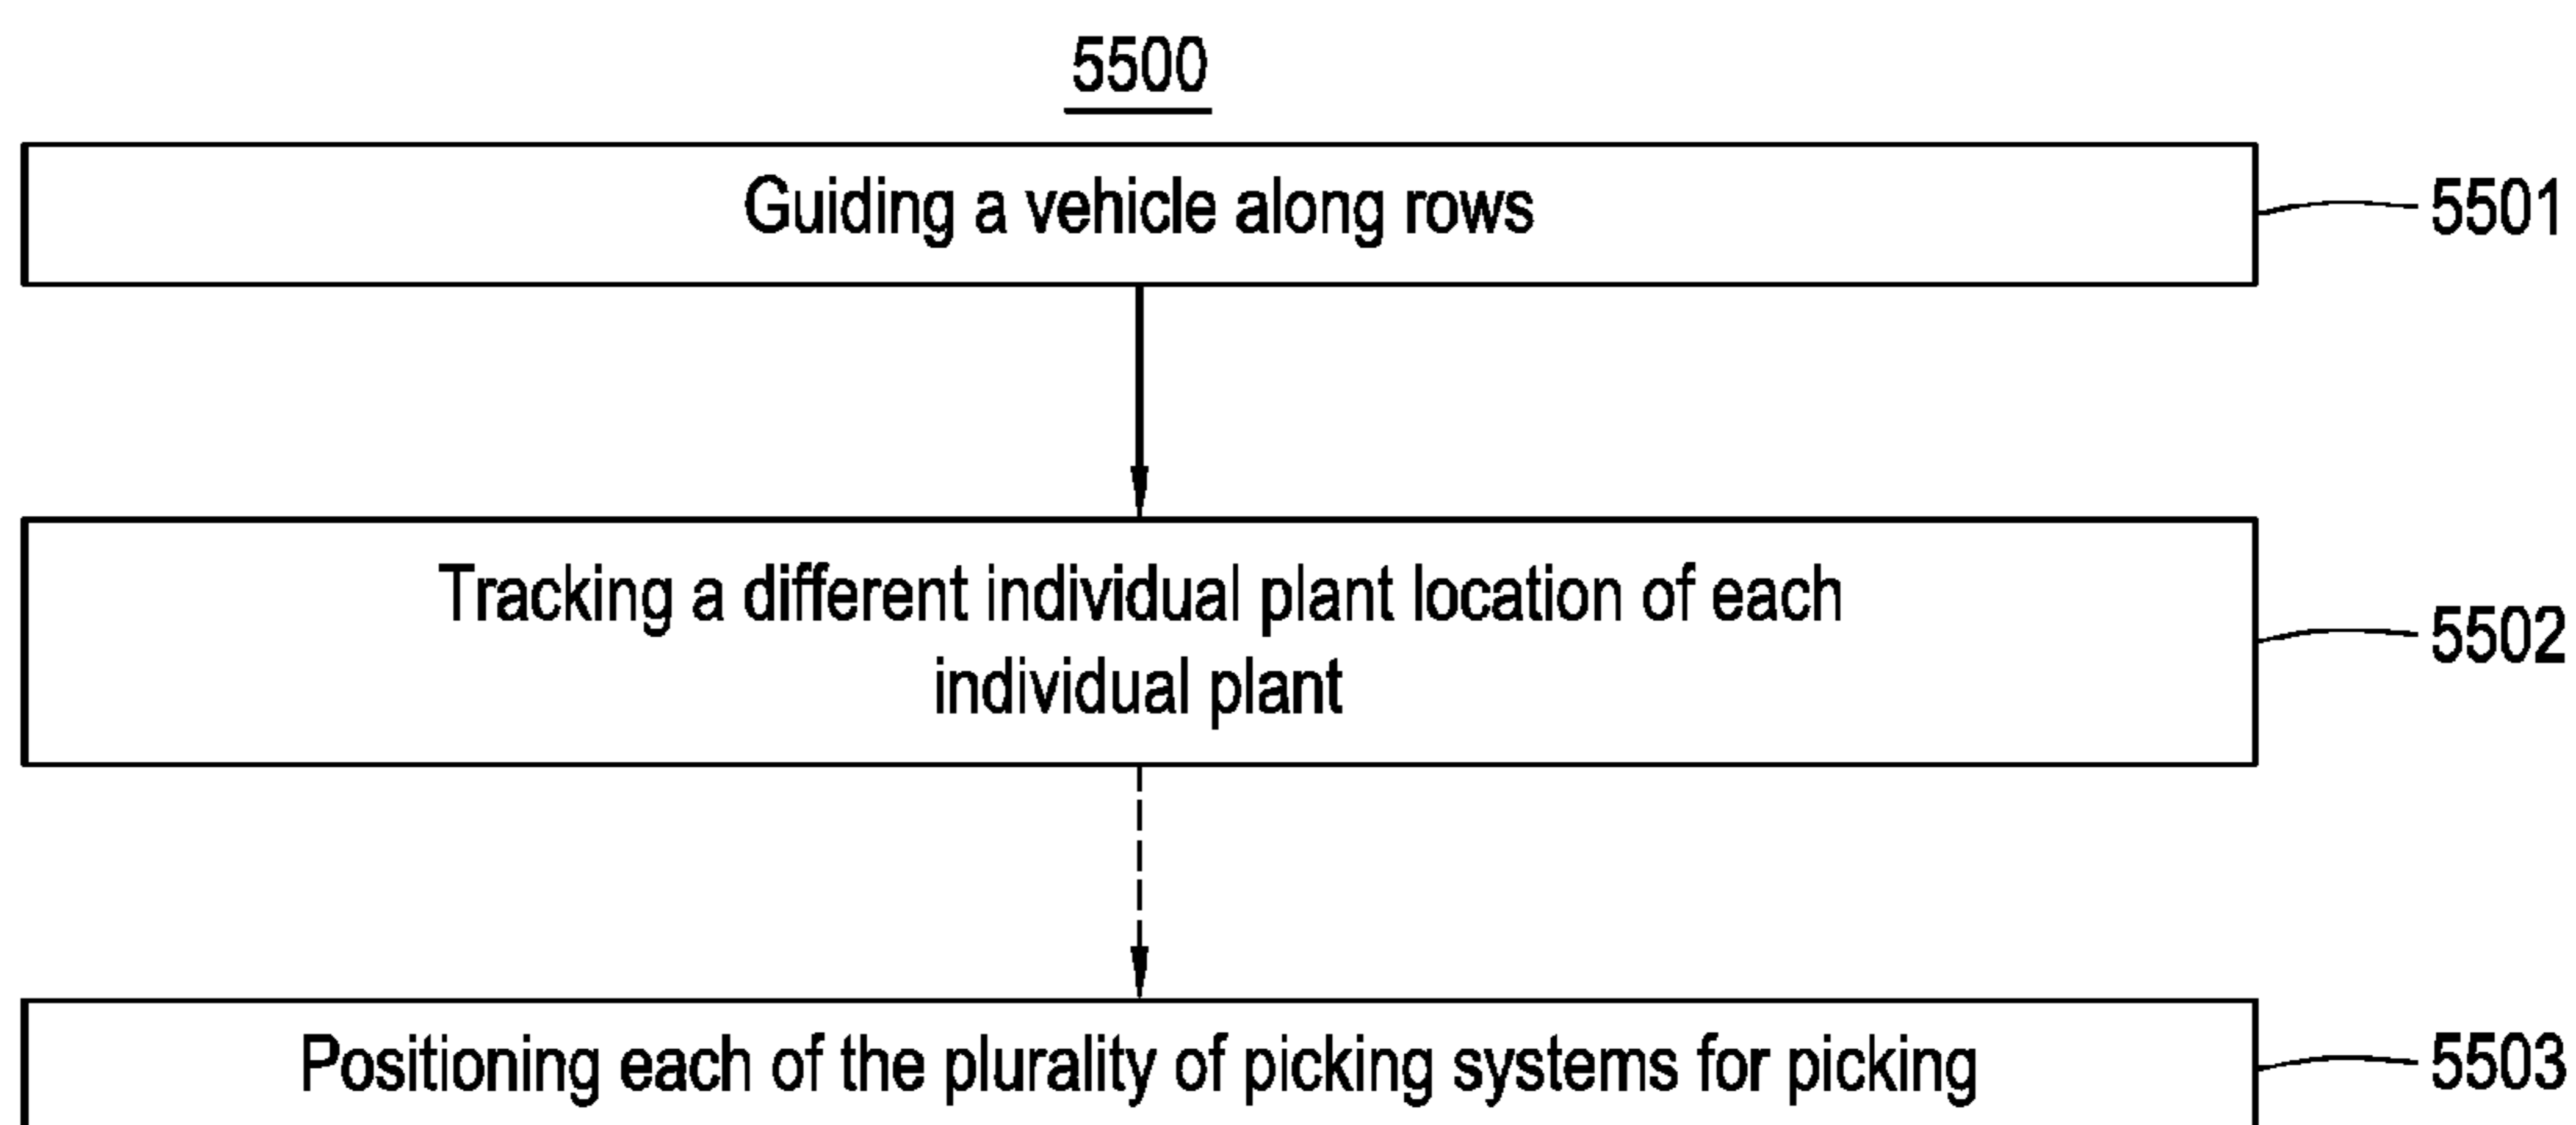 5500
Guiding a vehicle along rows
5501
Tracking a different individual plant location of each
individual plant
5502
Positioning each of the plurality of picking systems for picking
5503